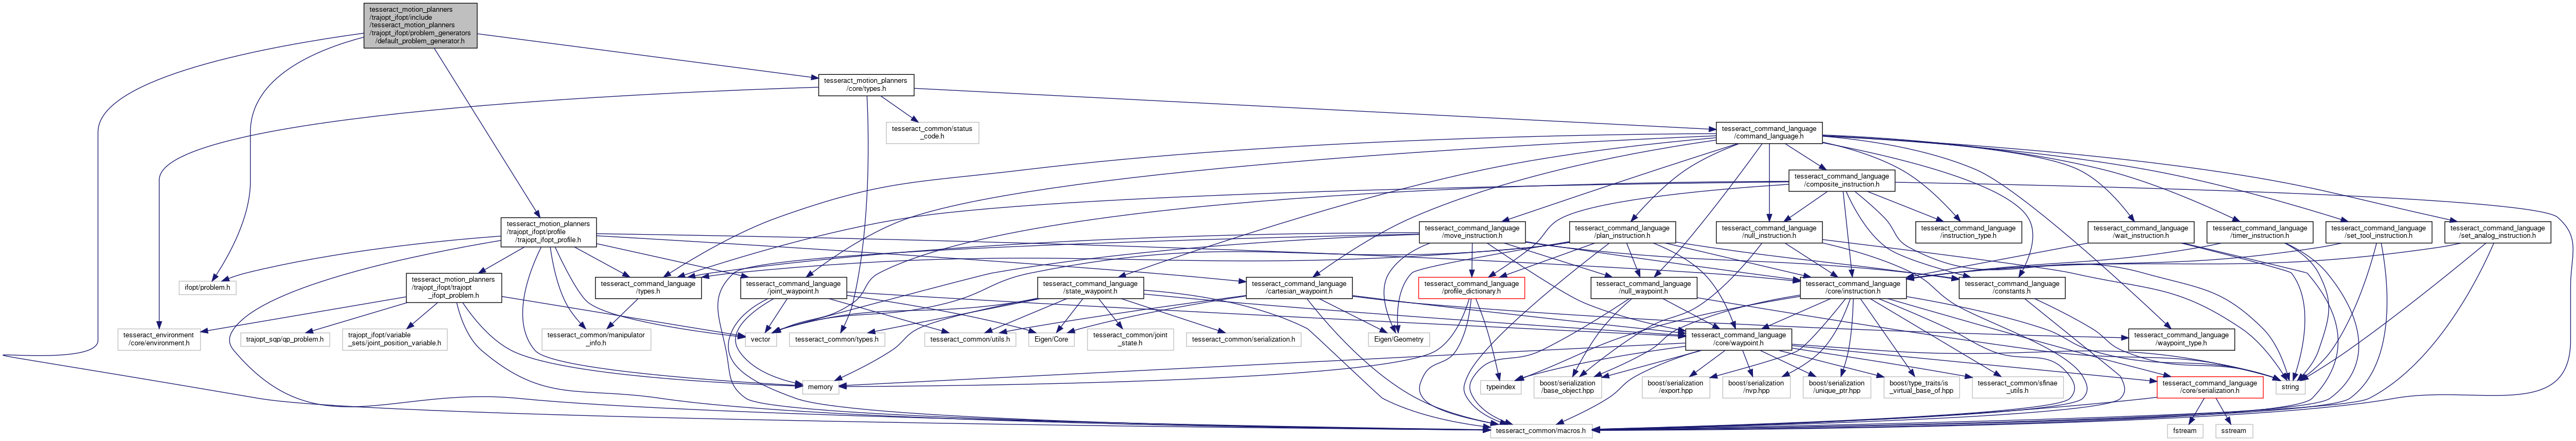 tesseract_motion_planners
/trajopt_ifopt/include
/tesseract_motion_planners
/trajopt_ifopt/problem_generators
/default_problem_generator.h
tesseract_motion_planners
/core/types.h
tesseract_common/status
_code.h
tesseract_command_language
/command_language.h
tesseract_command_language
/composite_instruction.h
tesseract_motion_planners
/trajopt_ifopt/profile
/trajopt_ifopt_profile.h
tesseract_command_language
/move_instruction.h
tesseract_command_language
/plan_instruction.h
tesseract_command_language
/null_instruction.h
tesseract_command_language
/instruction_type.h
tesseract_command_language
/wait_instruction.h
tesseract_command_language
/timer_instruction.h
tesseract_command_language
/set_tool_instruction.h
tesseract_command_language
/set_analog_instruction.h
ifopt/problem.h
tesseract_motion_planners
/trajopt_ifopt/trajopt
_ifopt_problem.h
tesseract_command_language
/types.h
tesseract_command_language
/joint_waypoint.h
tesseract_command_language
/state_waypoint.h
tesseract_command_language
/cartesian_waypoint.h
tesseract_command_language
/profile_dictionary.h
tesseract_command_language
/null_waypoint.h
tesseract_command_language
/core/instruction.h
tesseract_command_language
/constants.h
tesseract_environment
/core/environment.h
trajopt_sqp/qp_problem.h
trajopt_ifopt/variable
_sets/joint_position_variable.h
tesseract_common/manipulator
_info.h
vector
tesseract_common/types.h
tesseract_common/utils.h
Eigen/Core
tesseract_common/joint
_state.h
tesseract_common/serialization.h
Eigen/Geometry
tesseract_command_language
/core/waypoint.h
tesseract_command_language
/waypoint_type.h
memory
typeindex
boost/serialization
/base_object.hpp
boost/serialization
/export.hpp
boost/serialization
/nvp.hpp
boost/serialization
/unique_ptr.hpp
boost/type_traits/is
_virtual_base_of.hpp
tesseract_common/sfinae
_utils.h
tesseract_command_language
/core/serialization.h
string
tesseract_common/macros.h
fstream
sstream